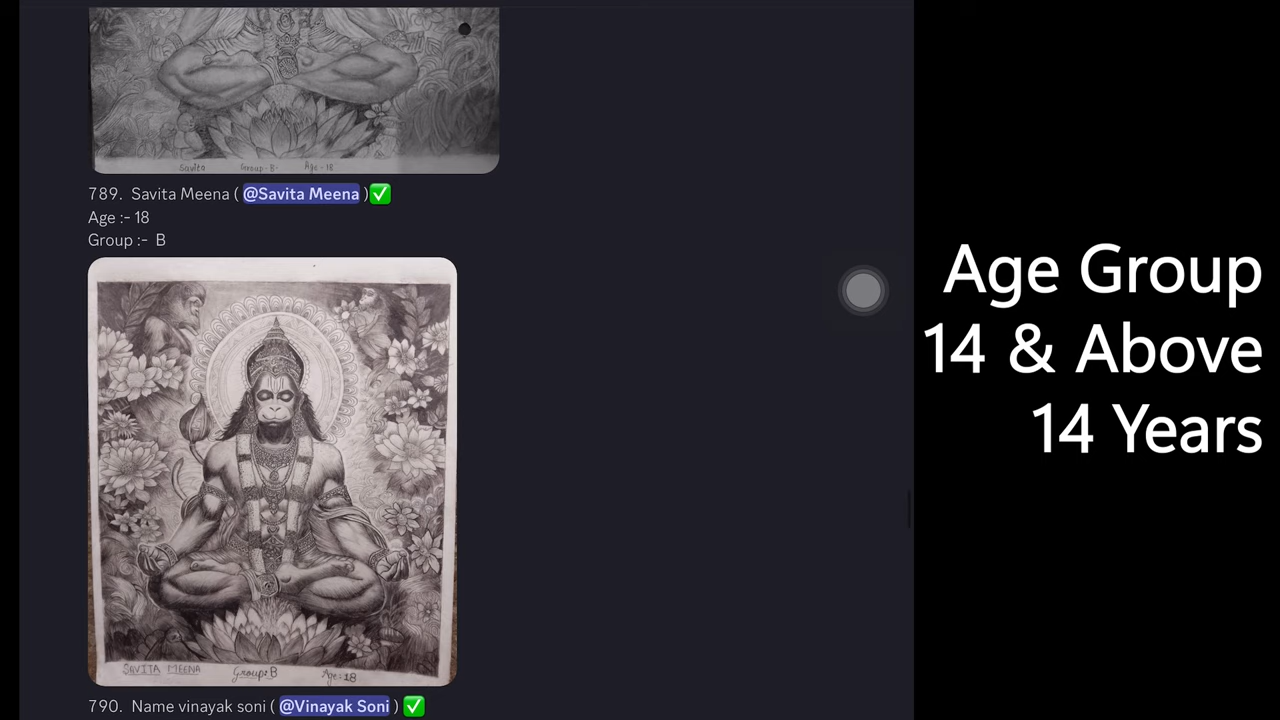 Savita Group-B- Age-18
789. Savita Meena ( @Savita Meena )✅
Age :- 18
Group :- B
SAVITA MEENA Group:B Age:18
790. Name vinayak soni ( @Vinayak Soni ) ✅
Age Group
14 & Above
14 Years